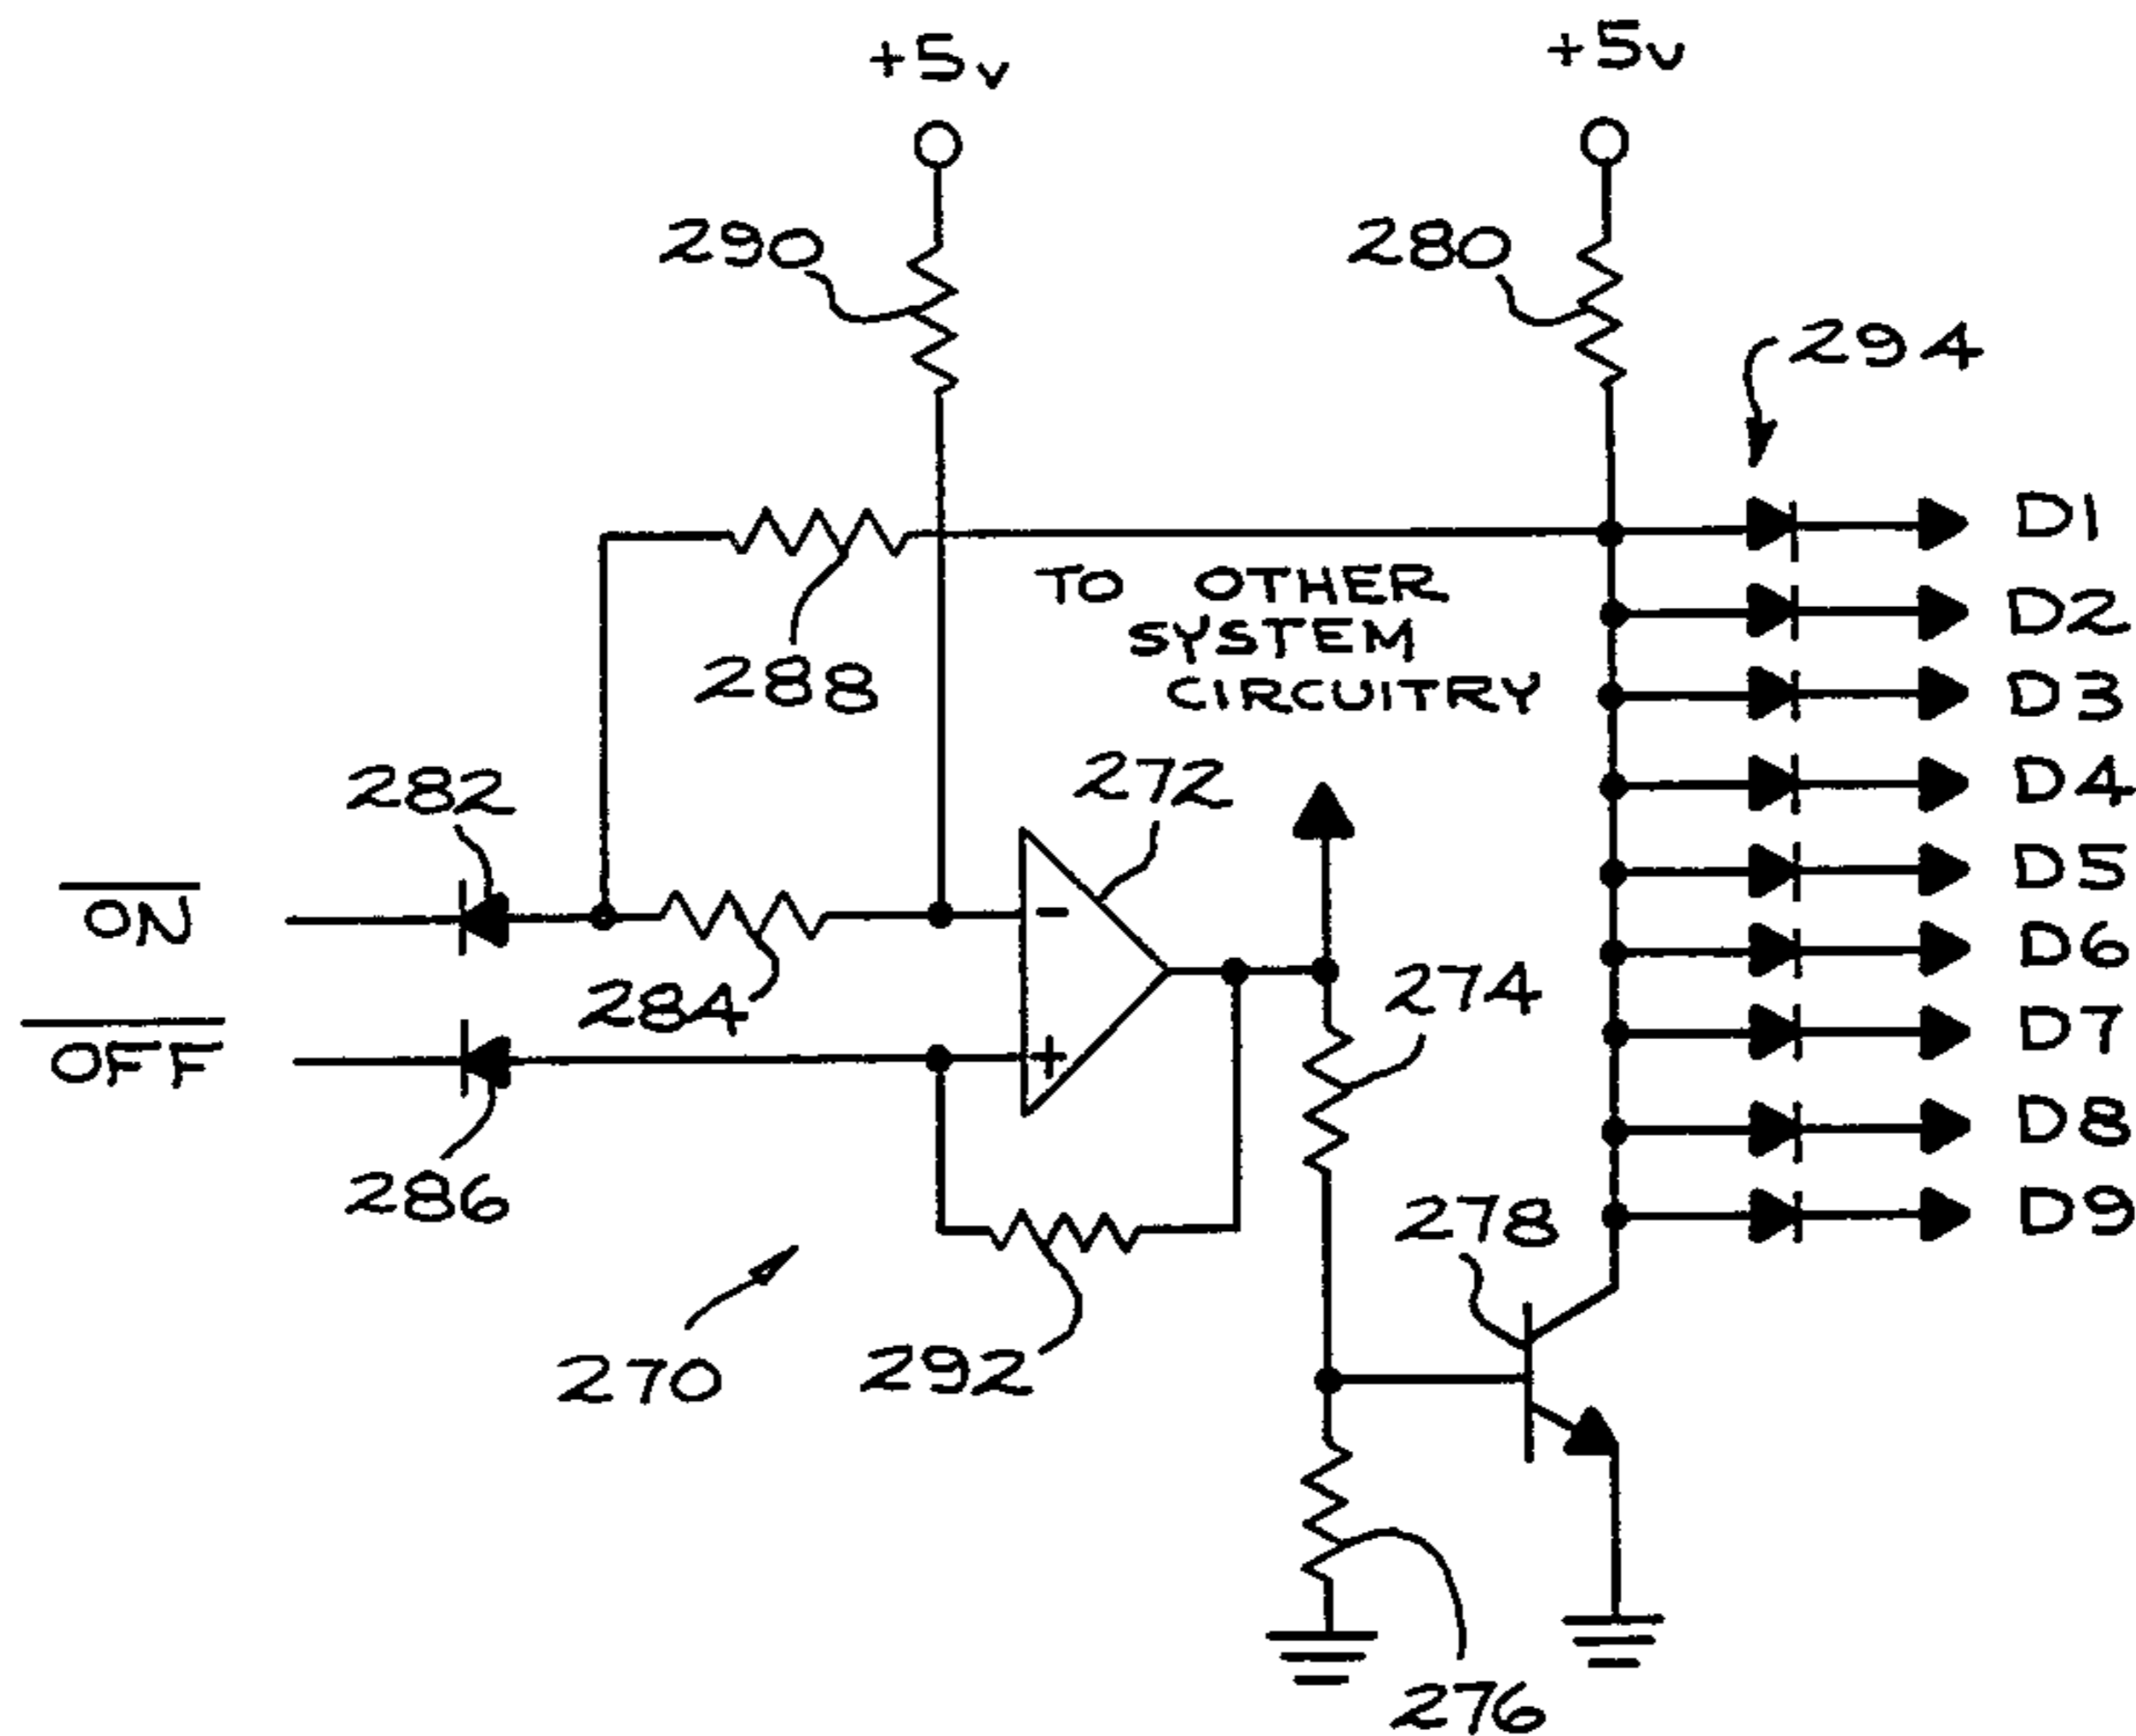 +5v
+5v
290
280
294
D1
TO OTHER
SYSTEM
CIRCUITRY
D2
288
D3
282
272
D4
D5
ON
-
284
274
D6
OFF
+
D7
286
278
D8
D9
270
292
276